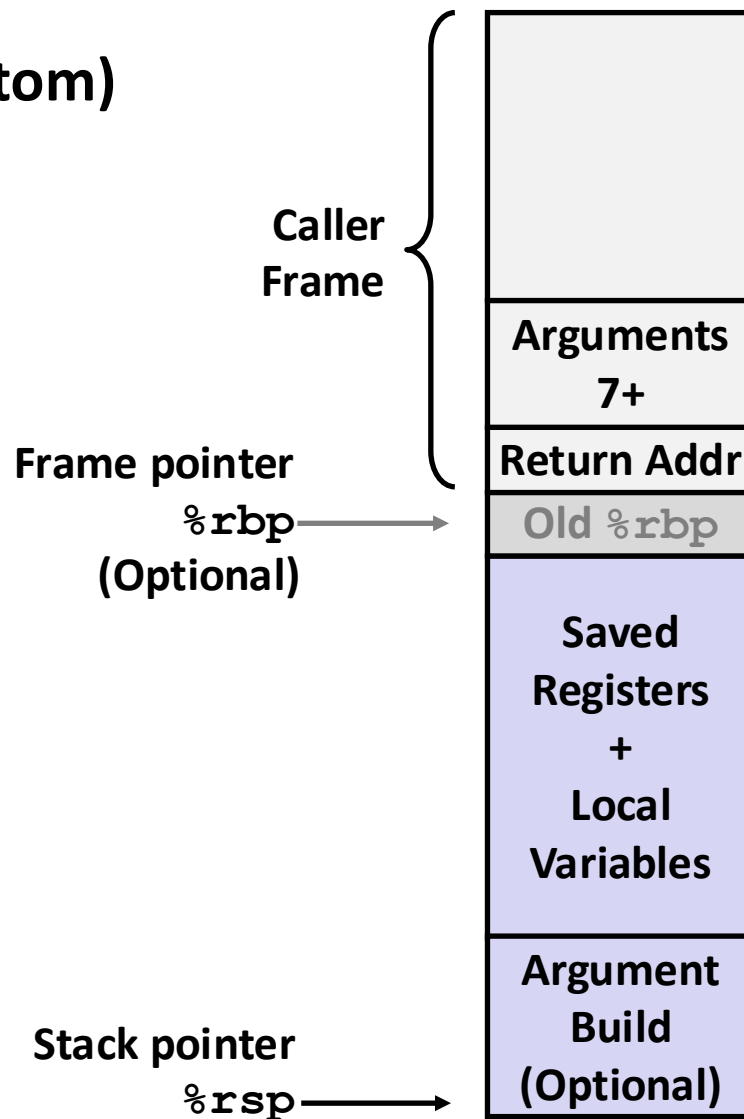 tom)
Caller
Frame
Arguments
7+
Frame pointer
Return Addr
%rbp
Old %rbp
(Optional)
Saved
Registers
+
Local
Variables
Argument
Build
(Optional)
Stack pointer
%rsp